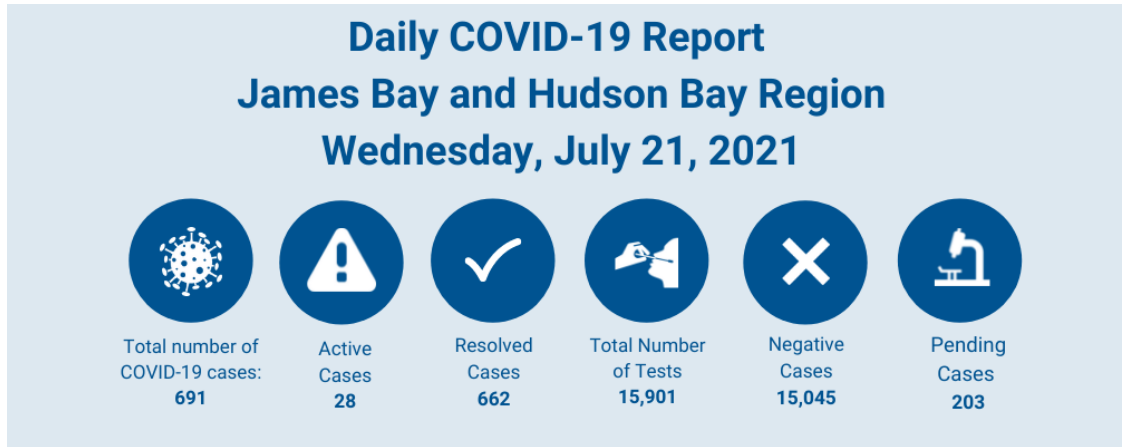 Daily COVID-19 Report
James Bay and Hudson Bay Region
Wednesday, July 21, 2021
Total number of
COVID-19 cases:
691
Active
Cases
28
Resolved
Cases
662
Total Number
of Tests
15,901
Negative
Cases
15,045
Pending
Cases
203